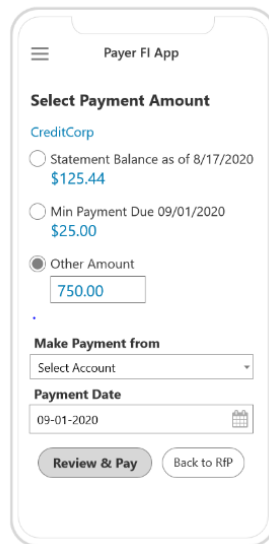 Payer FI App
Select Payment Amount
CreditCorp
Statement Balance as of 8/17/2020
$125.44
Min Payment Due 09/01/2020
$25.00
Other Amount
750.00
Make Payment from
Select Account
Payment Date
09-01-2020
Review & Pay Back to RfP